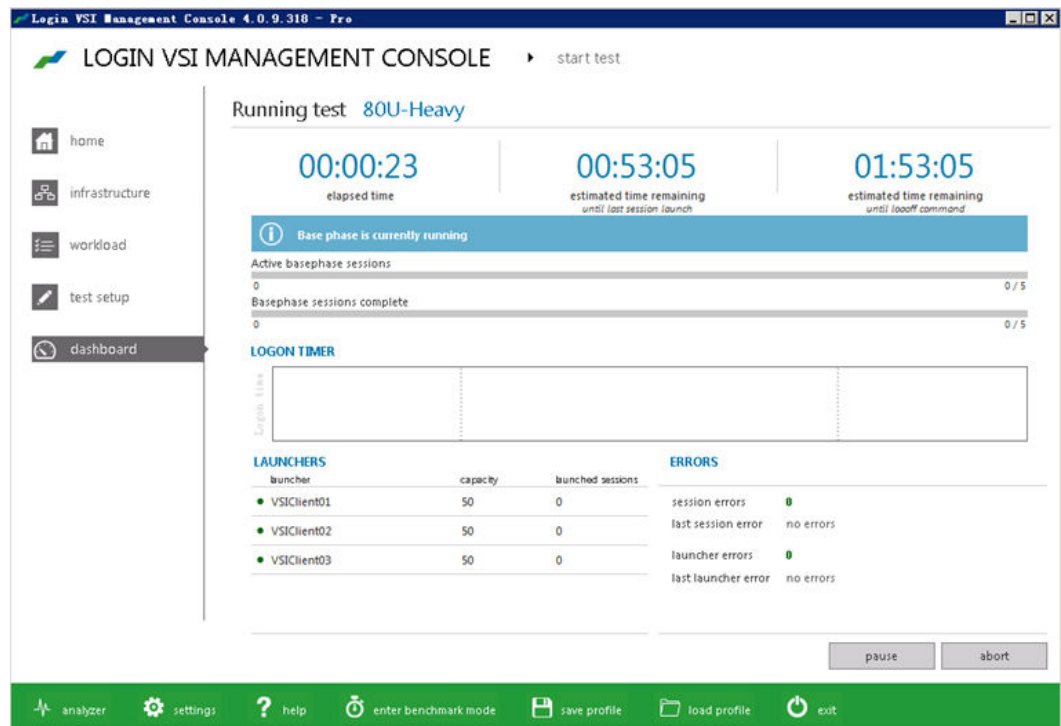 Login VSI Management Console 4.0.9.318 - Pro
LOGIN VSI MANAGEMENT CONSOLE start test
Running test 80U-Heavy
home
infrastructure
workload
test setup
dashboard
00:00:23 00:53:05 01:53:05
elapsed time estimated time remaining estimated time remaining
until last session launch until logoff command
Base phase is currently running
Active basephase sessions
0 0 / 5
Basephase sessions complete
0 0 / 5
LOGON TIMER
Logon time
LAUNCHERS
launcher capacity launched sessions
VSIClient01 50 0
VSIClient02 50 0
VSIClient03 50 0
ERRORS
session errors 0
last session error no errors
launcher errors 0
last launcher error no errors
pause abort
analyzer settings ? help enter benchmark mode save profile load profile exit